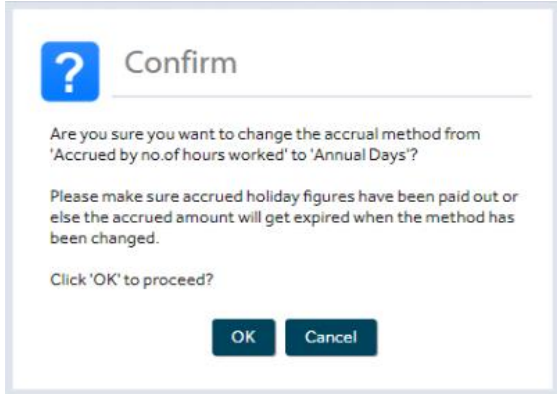 ?
Confirm
Are you sure you want to change the accrual method from
'Accrued by no.of hours worked' to 'Annual Days'?
Please make sure accrued holiday figures have been paid out or
else the accrued amount will get expired when the method has
been changed.
Click 'OK' to proceed?
OK Cancel